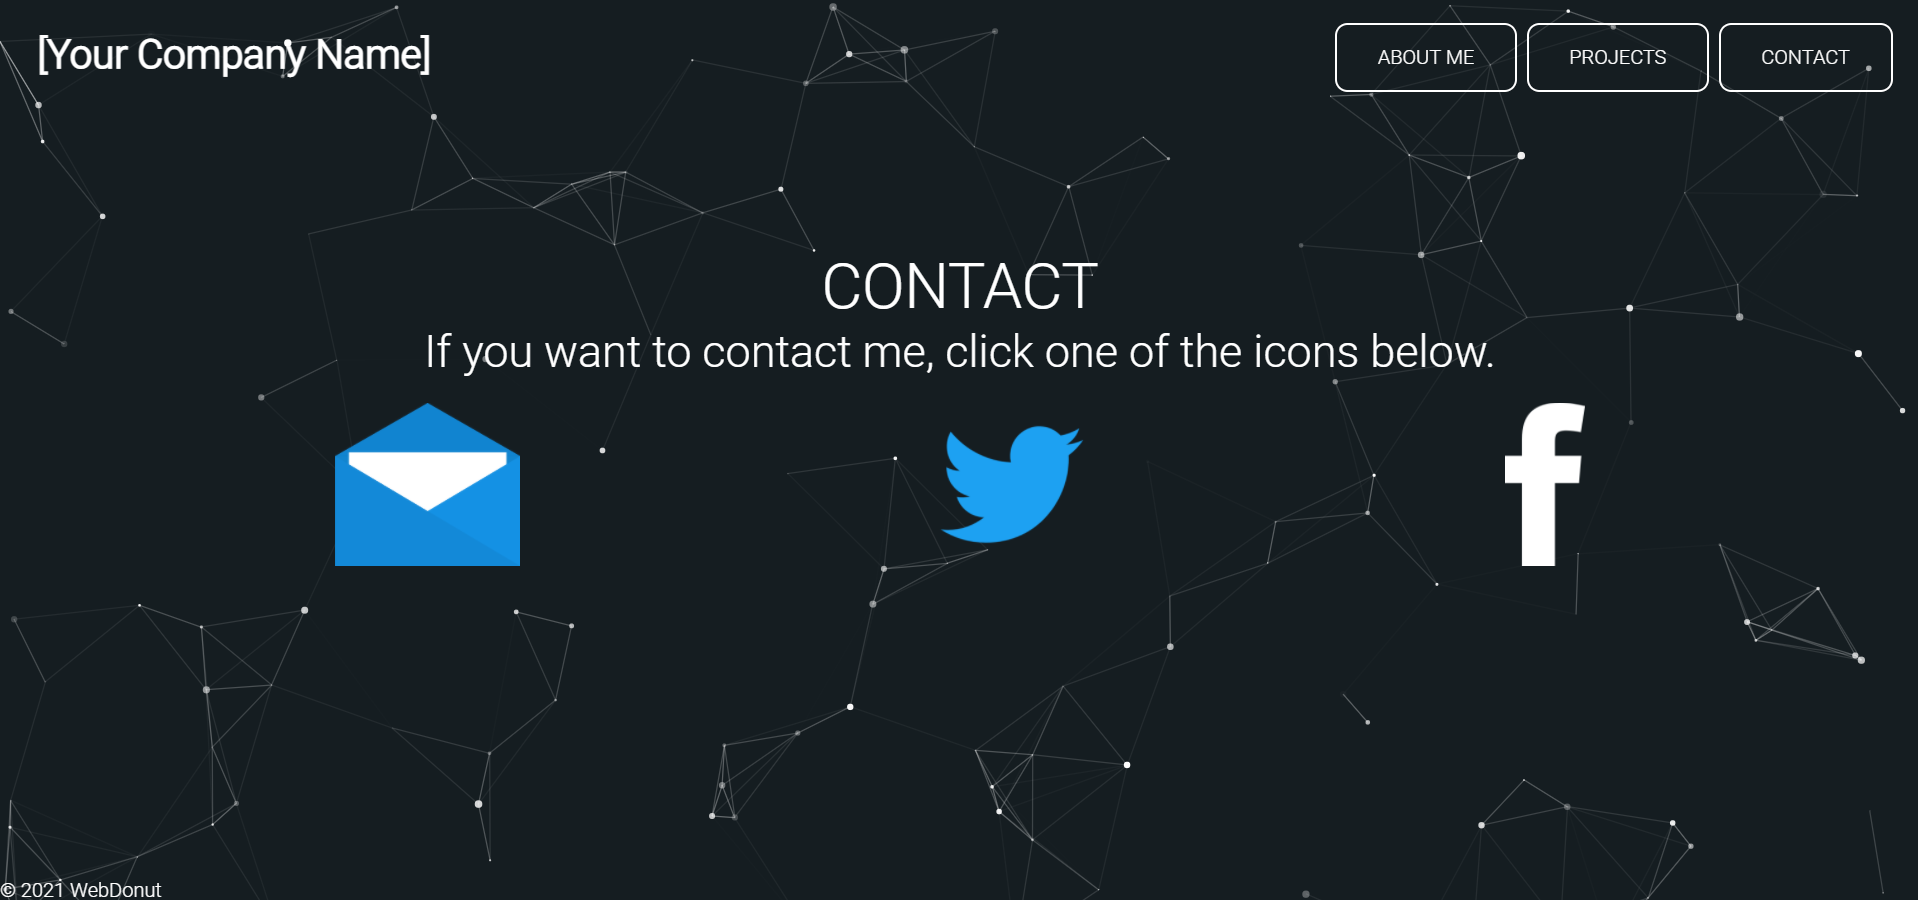 [Your Company Name]
ABOUT ME
PROJECTS
CONTACT
CONTACT
If you want to contact me, click one of the icons below.
© 2021 WebDonut